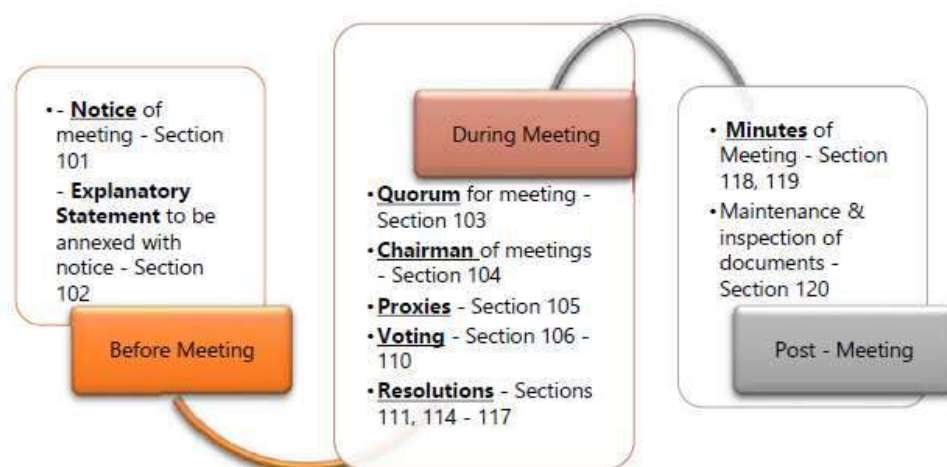 • - Notice of
meeting - Section
101
- Explanatory
Statement to be
annexed with
notice - Section
102
Before Meeting
During Meeting
• Quorum for meeting -
Section 103
• Chairman of meetings
- Section 104
• Proxies - Section 105
• Voting - Section 106 -
110
• Resolutions - Sections
111, 114 - 117
• Minutes of
Meeting - Section
118, 119
• Maintenance &
inspection of
documents -
Section 120
Post - Meeting